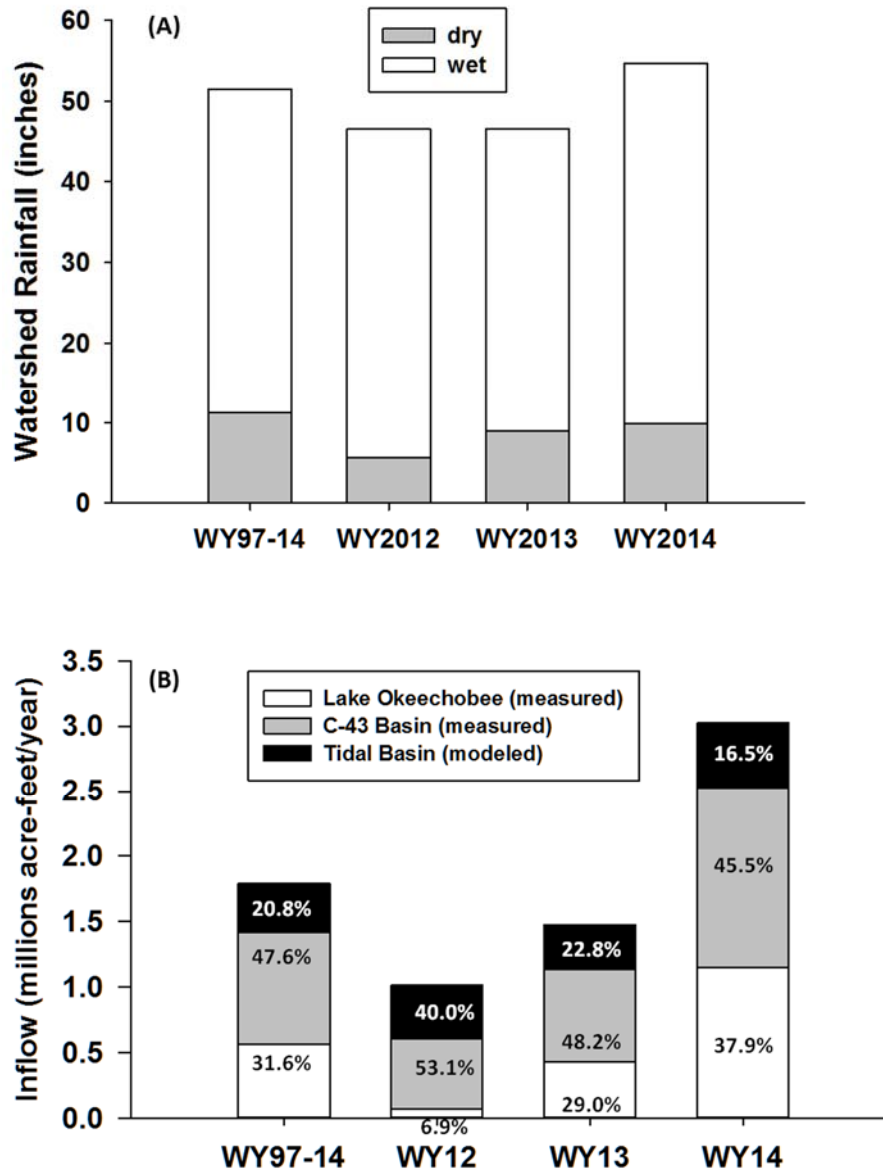 (A)
dry
wet
Watershed Rainfall (inches)
60
50
40
30
20
10
0
WY97-14 WY2012 WY2013 WY2014
(B)
Lake Okeechobee (measured)
C-43 Basin (measured)
Tidal Basin (modeled)
Inflow (millions acre-feet/year)
3.5
3.0
2.5
2.0
1.5
1.0
0.5
0.0
20.8%
47.6%
31.6%
40.0%
53.1%
6.9%
22.8%
48.2%
29.0%
16.5%
45.5%
37.9%
WY97-14 WY12 WY13 WY14